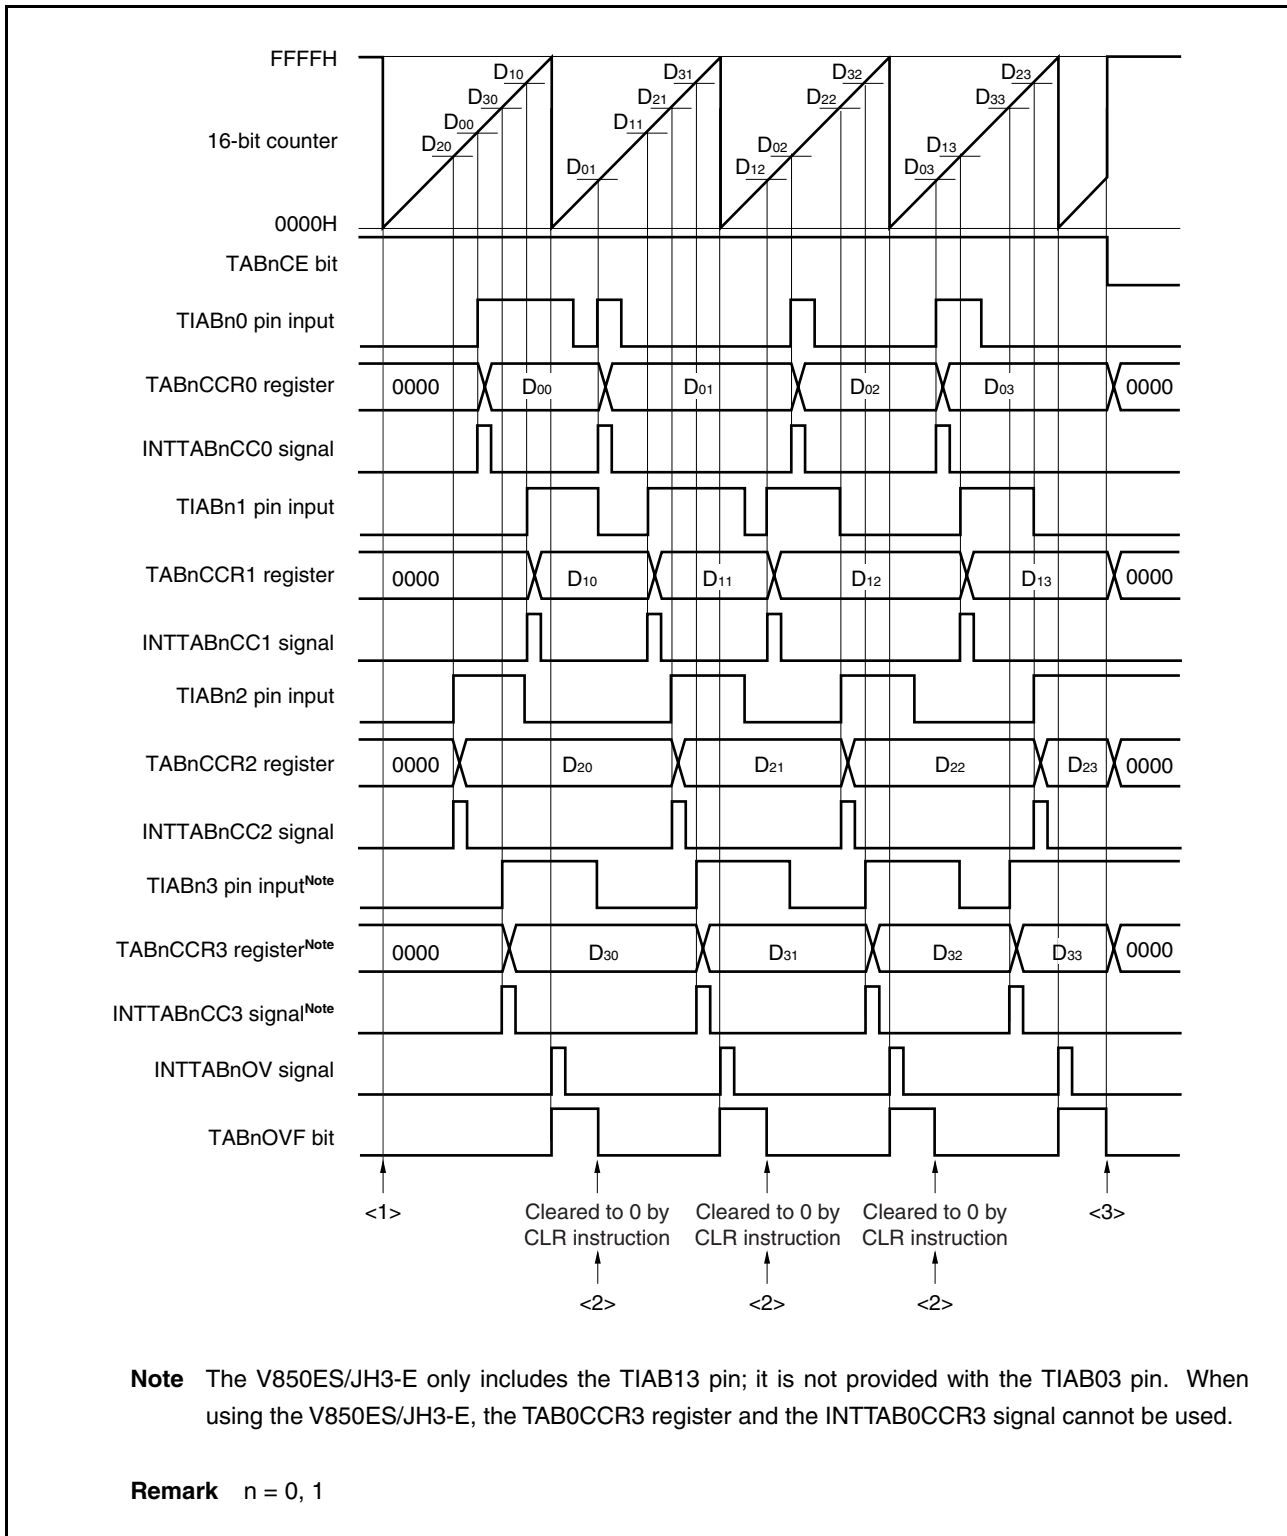 FFFFH
16-bit counter
0000H
D10
D30
D00
D20
D31
D21
D11
D01
D32
D22
D02
D12
D23
D33
D13
D03
TABnCE bit
TIABn0 pin input
TABnCCR0 register 0000 D00 D01 D02 D03 0000
INTTABnCC0 signal
TIABn1 pin input
TABnCCR1 register 0000 D10 D11 D12 D13 0000
INTTABnCC1 signal
TIABn2 pin input
TABnCCR2 register 0000 D20 D21 D22 D23 0000
INTTABnCC2 signal
TIABn3 pin inputNote
TABnCCR3 registerNote 0000 D30 D31 D32 D33 0000
INTTABnCC3 signalNote
INTTABnOV signal
TABnOVF bit
<1> Cleared to 0 by Cleared to 0 by Cleared to 0 by <3>
CLR instruction CLR instruction CLR instruction
<2> <2> <2>
Note The V850ES/JH3-E only includes the TIAB13 pin; it is not provided with the TIAB03 pin. When
using the V850ES/JH3-E, the TAB0CCR3 register and the INTTAB0CCR3 signal cannot be used.
Remark n = 0, 1